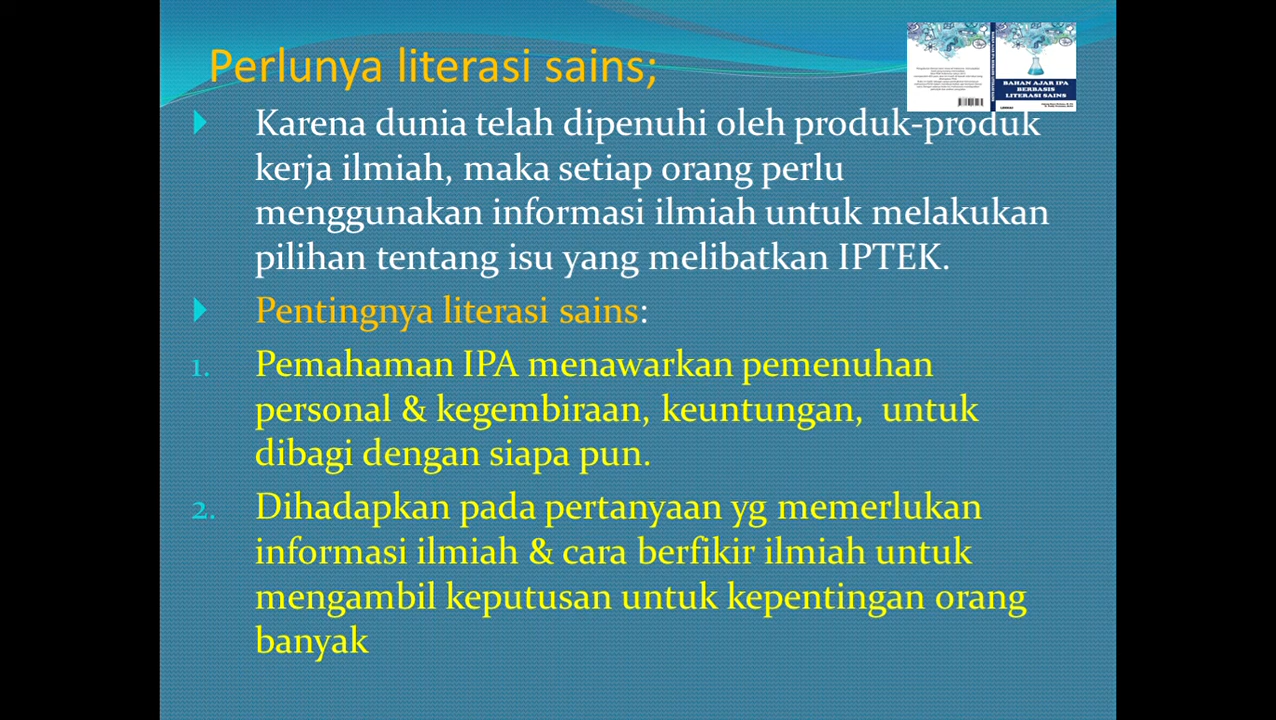 Perlunya literasi sains;
BAHAN AJAR IPA
BERBASIS
LITERASI SAINS
Karena dunia telah dipenuhi oleh produk-produk
kerja ilmiah, maka setiap orang perlu
menggunakan informasi ilmiah untuk melakukan
pilihan tentang isu yang melibatkan IPTEK.
Pentingnya literasi sains:
1. Pemahaman IPA menawarkan pemenuhan
personal & kegembiraan, keuntungan, untuk
dibagi dengan siapa pun.
2. Dihadapkan pada pertanyaan yg memerlukan
informasi ilmiah & cara berfikir ilmiah untuk
mengambil keputusan untuk kepentingan orang
banyak